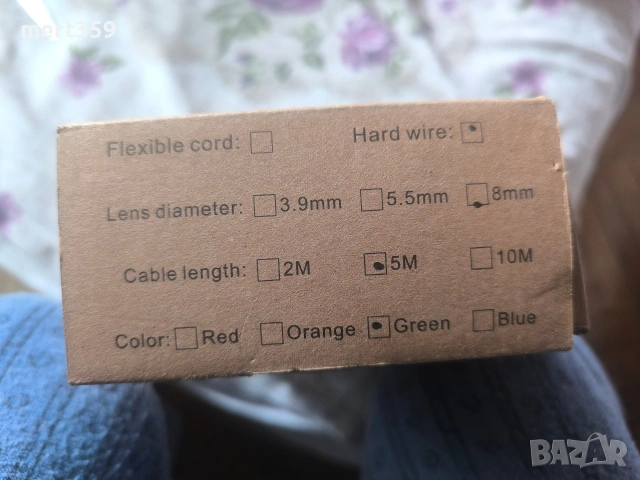 mert359
Flexible cord: ☐ Hard wire: ☑
Lens diameter: ☐ 3.9mm ☐ 5.5mm ☑ 8mm
Cable length: ☐ 2M ☑ 5M ☐ 10M
Color: ☐ Red ☐ Orange ☑ Green ☐ Blue
BAZAR